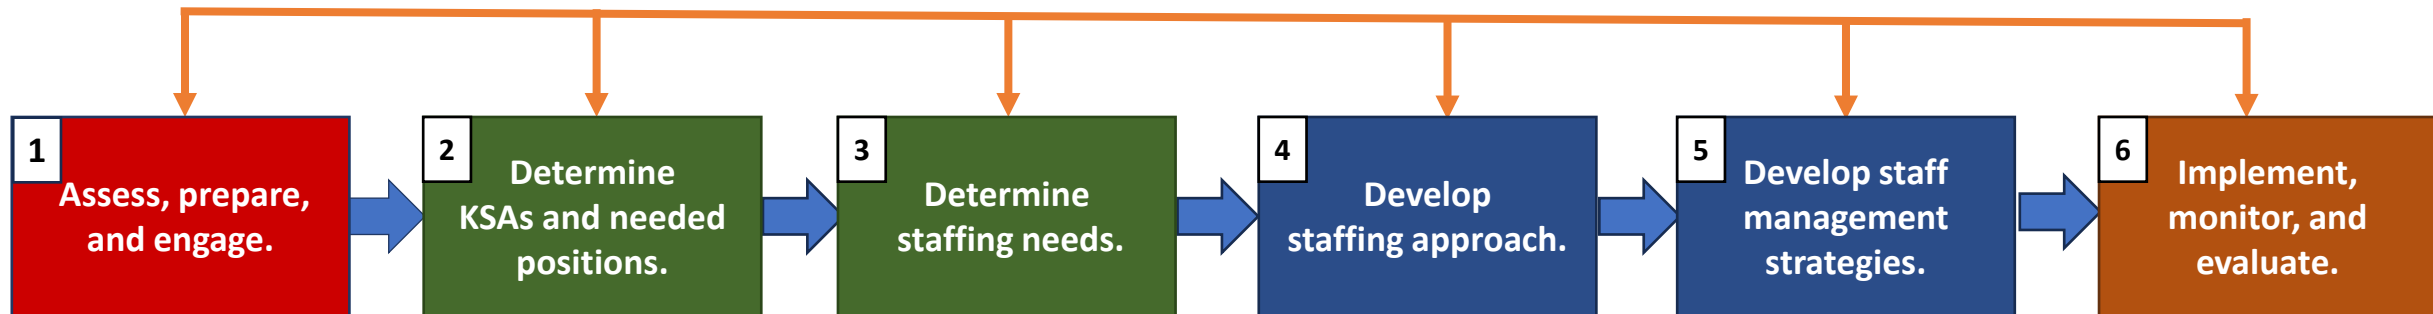 1
Assess, prepare,
and engage.
2
Determine
KSAs and needed
positions.
3
Determine
staffing needs.
4
Develop
staffing approach.
5
Develop staff
management
strategies.
6
Implement,
monitor, and
evaluate.